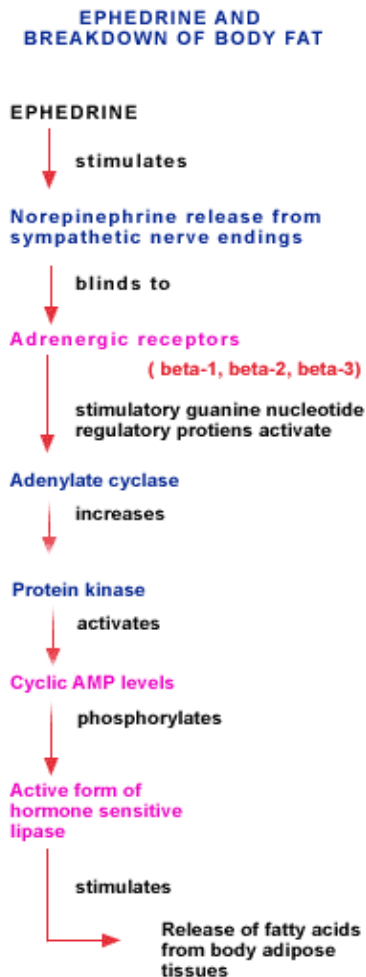 EPHEDRINE AND
BREAKDOWN OF BODY FAT
EPHEDRINE
stimulates
Norepinephrine release from
sympathetic nerve endings
blinds to
Adrenergic receptors
( beta-1, beta-2, beta-3)
stimulatory guanine nucleotide
regulatory protiens activate
Adenylate cyclase
increases
Protein kinase
activates
Cyclic AMP levels
phosphorylates
Active form of
hormone sensitive
lipase
stimulates
Release of fatty acids
from body adipose
tissues